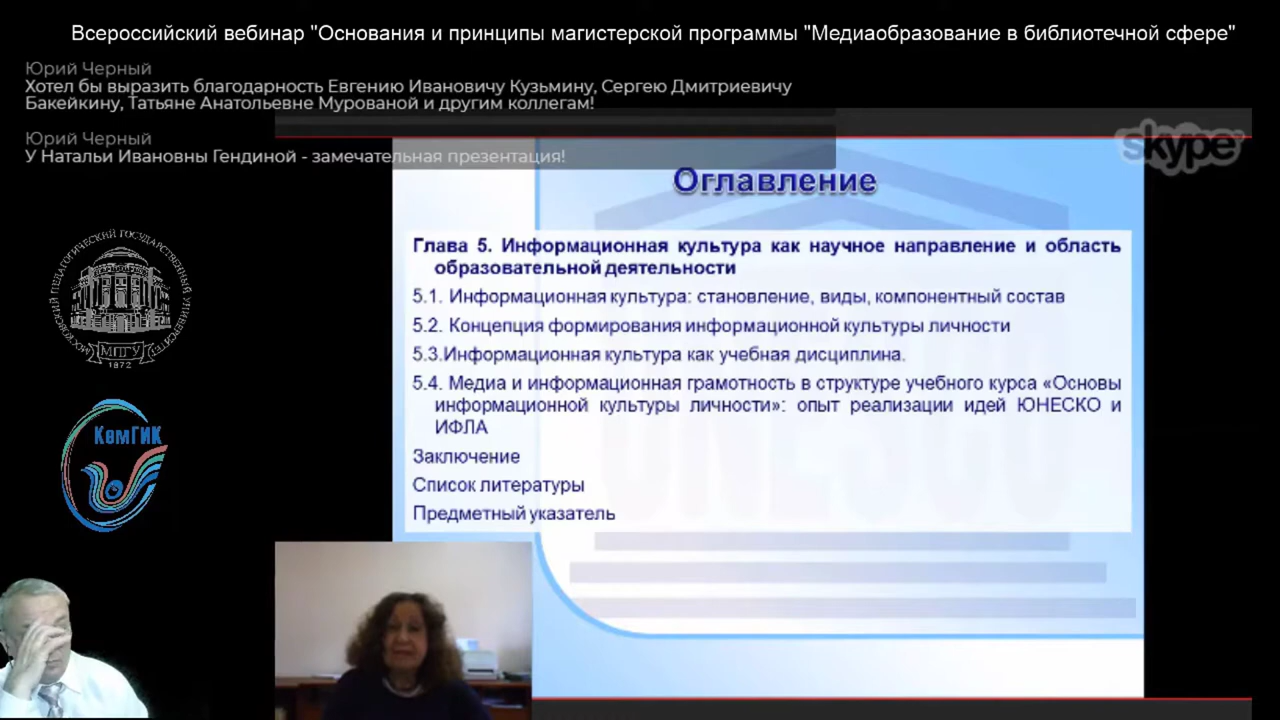 Всероссийский вебинар "Основания и принципы магистерской программы "Медиаобразование в библиотечной сфере"
Юрий Черный
Хотел бы выразить благодарность Евгению Ивановичу Кузьмину, Сергею Дмитриевичу
Бакейкину, Татьяне Анатольевне Мурованой и другим коллегам!
Юрий Черный
У Натальи Ивановны Гендиной - замечательная презентация!
skype
Оглавление
Глава 5. Информационная культура как научное направление и область
образовательной деятельности
5.1. Информационная культура: становление, виды, компонентный состав
5.2. Концепция формирования информационной культуры личности
5.3.Информационная культура как учебная дисциплина.
5.4. Медиа и информационная грамотность в структуре учебного курса «Основы
информационной культуры личности»: опыт реализации идей ЮНЕСКО и
ИФЛА
Заключение
Список литературы
Предметный указатель
МОСКОВСКИЙ ПЕДАГОГИЧЕСКИЙ ГОСУДАРСТВЕННЫЙ УНИВЕРСИТЕТ
МПГУ
1872
КемГИК